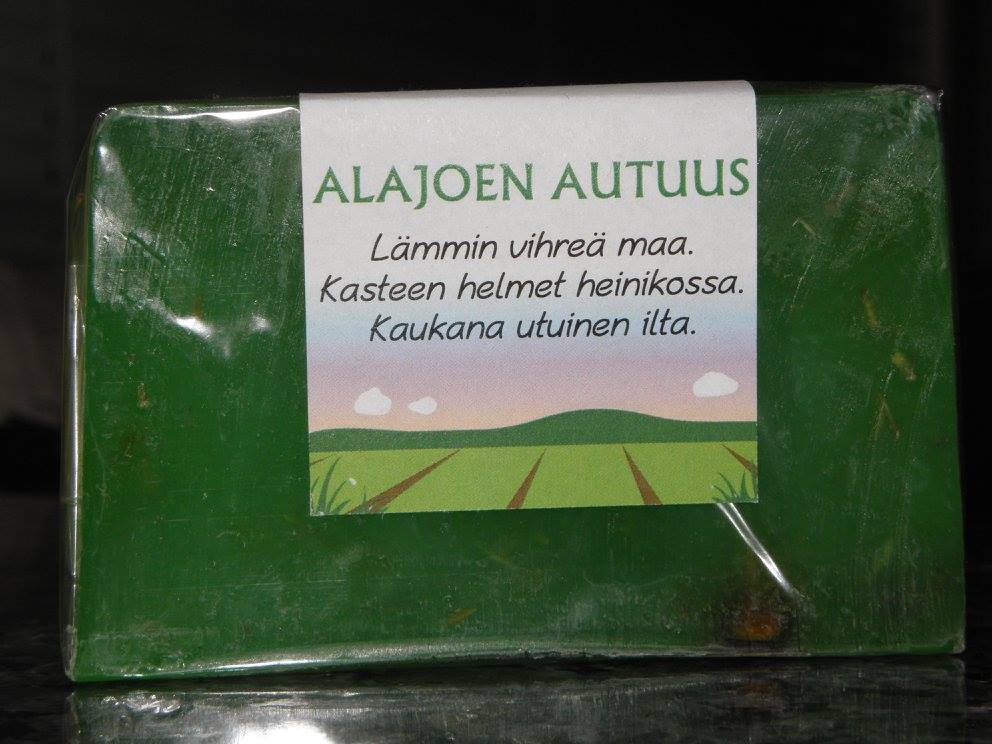 ALAJOEN AUTUUS
Lämmin vihreä maa.
Kasteen helmet heinikossa.
Kaukana utuinen ilta.